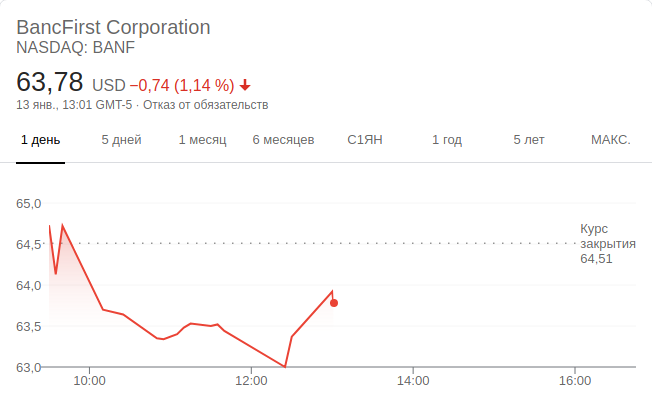 BancFirst Corporation
NASDAQ: BANF
63,78 USD −0,74 (1,14 %)
13 янв., 13:01 GMT-5 · Отказ от обязательств
1 день 5 дней 1 месяц 6 месяцев С1ЯН 1 год 5 лет МАКС.
65,0
64,5
64,0
63,5
63,0
Курс
закрытия
64,51
10:00 12:00 14:00 16:00